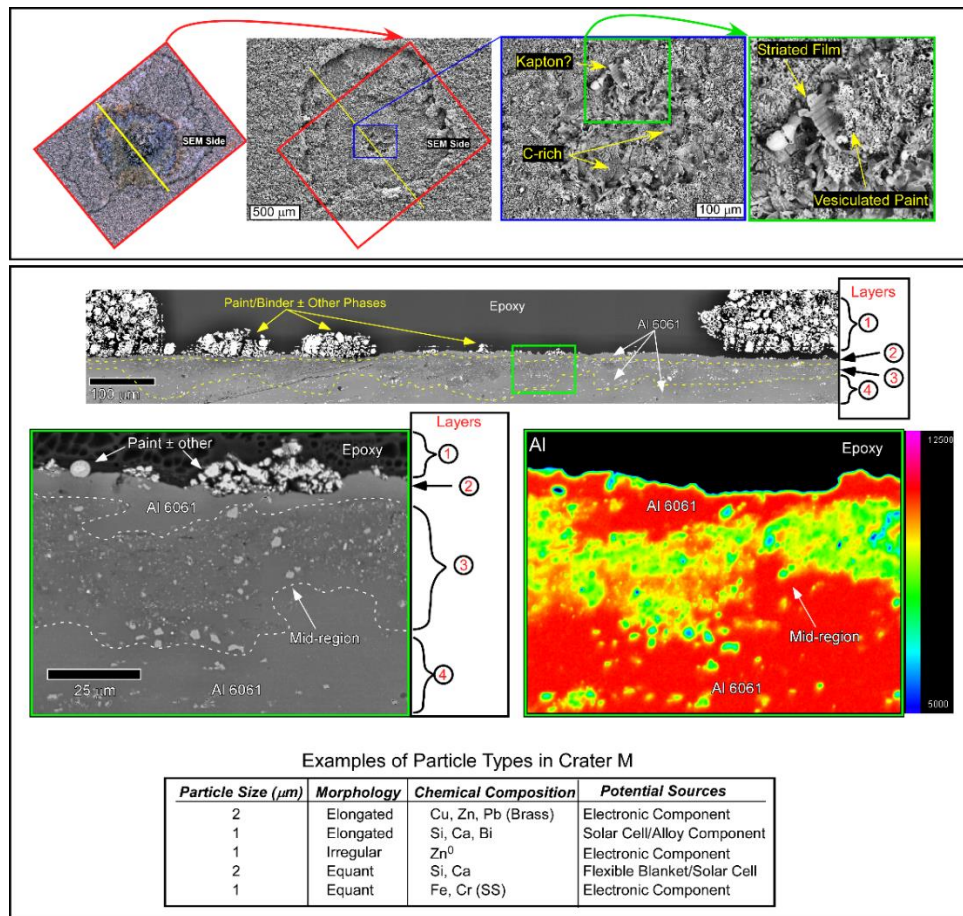 SEM Side
SEM Side
500 μm
Kapton?
C-rich
100 μm
Striated Film
Vesiculated Paint
Paint/Binder ± Other Phases
Epoxy
Al 6061
100 μm
Layers
1
2
3
4
Paint ± other
Epoxy
Al 6061
Mid-region
25 μm
Al 6061
Layers
1
2
3
4
Al
Epoxy
Al 6061
Mid-region
Al 6061
12500
5000
Examples of Particle Types in Crater M
Particle Size (μm) Morphology Chemical Composition Potential Sources
2 Elongated Cu, Zn, Pb (Brass) Electronic Component
1 Elongated Si, Ca, Bi Solar Cell/Alloy Component
1 Irregular Zn⁰ Electronic Component
2 Equant Si, Ca Flexible Blanket/Solar Cell
1 Equant Fe, Cr (SS) Electronic Component